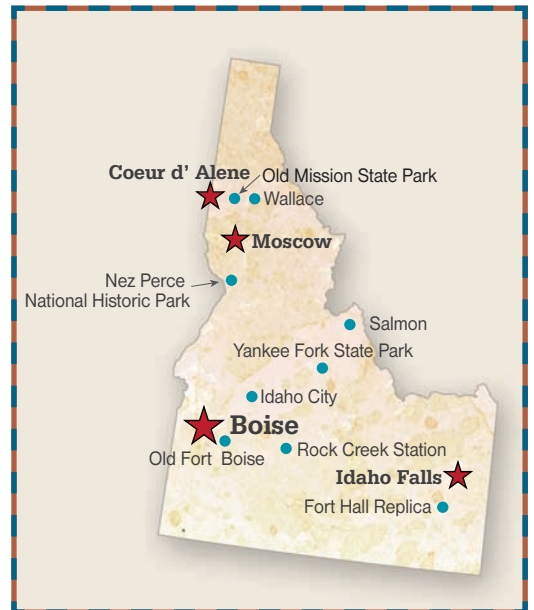 Coeur d' Alene
Old Mission State Park
Wallace
Moscow
Nez Perce
National Historic Park
Salmon
Yankee Fork State Park
Idaho City
Boise
Old Fort Boise
Rock Creek Station
Idaho Falls
Fort Hall Replica